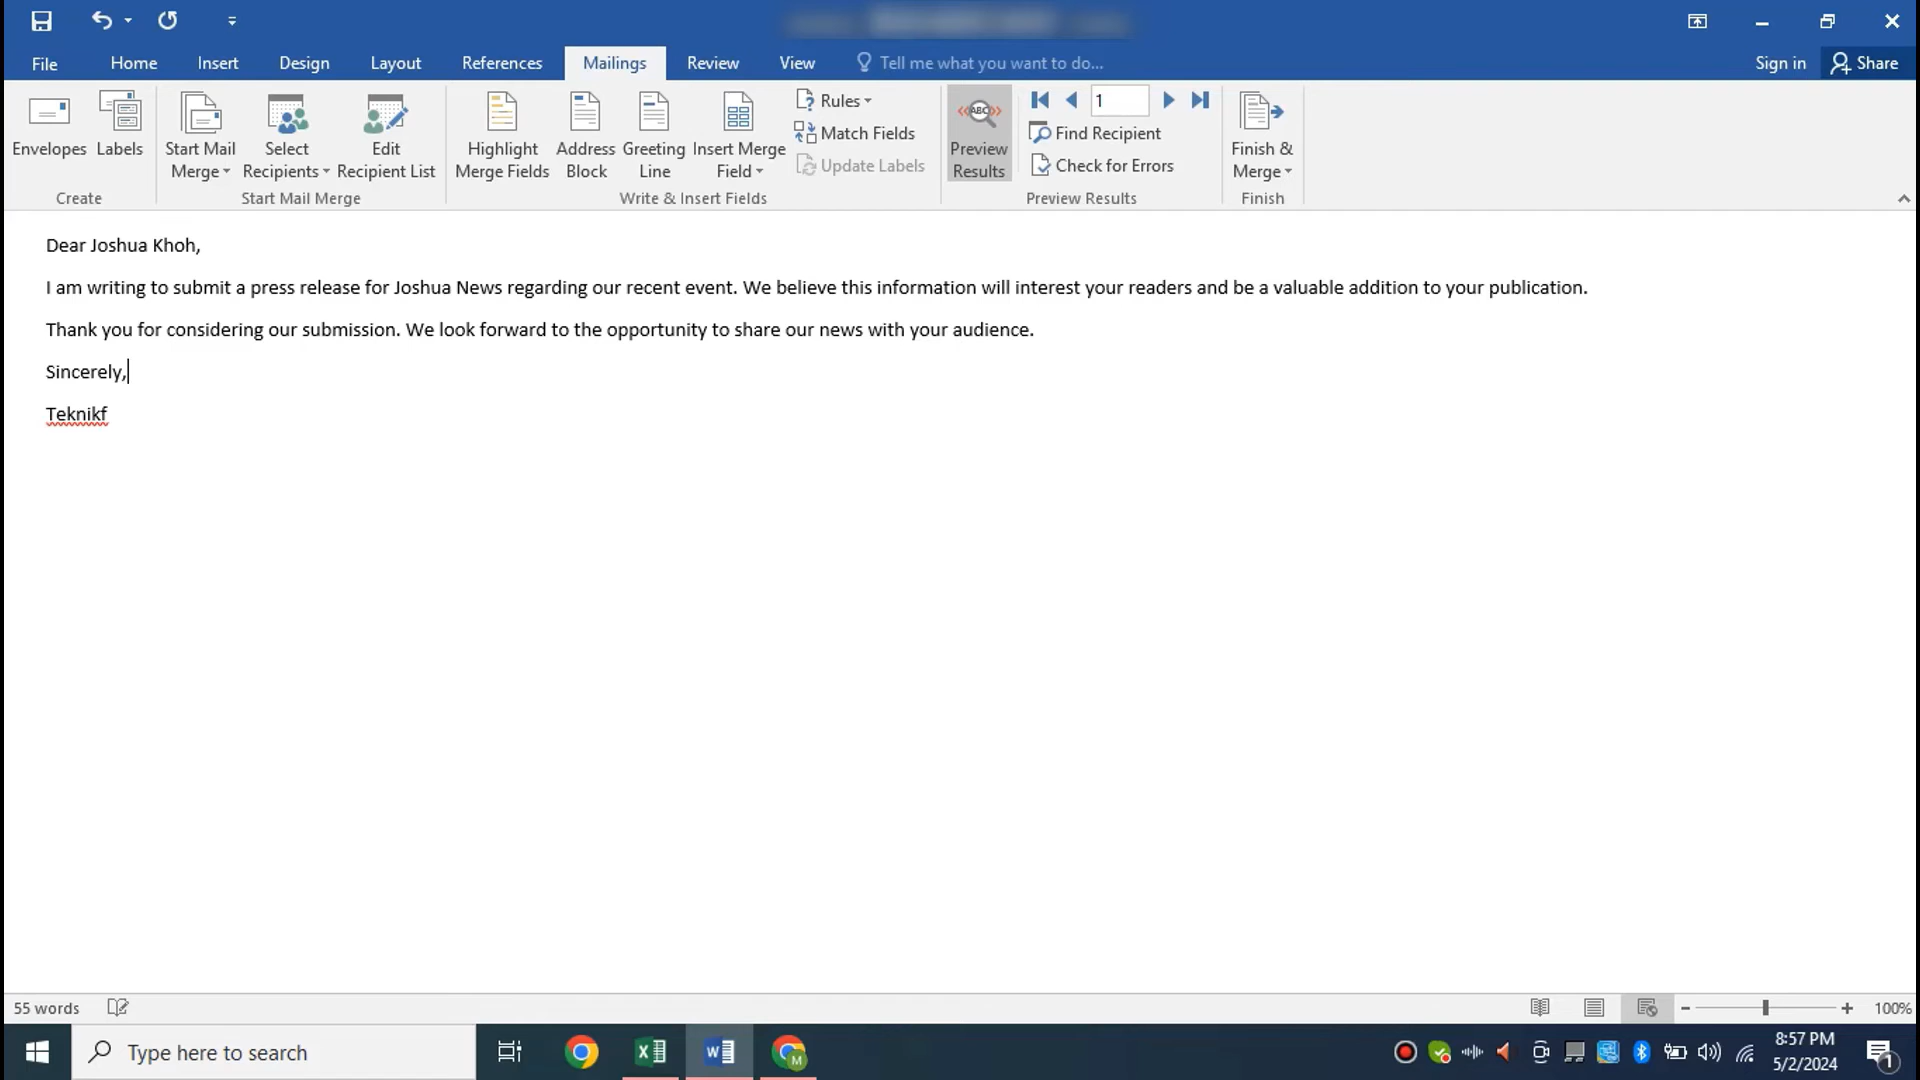 File Home Insert Design Layout References Mailings Review View Tell me what you want to do... Sign in Share
Envelopes Labels Start Mail Merge Select Recipients Edit Recipient List Highlight Merge Fields Address Block Greeting Line Insert Merge Field
Rules
Match Fields
Update Labels
Preview Results
1
Find Recipient
Check for Errors
Finish & Merge
Create Start Mail Merge Write & Insert Fields Preview Results Finish
Dear Joshua Khoh,
I am writing to submit a press release for Joshua News regarding our recent event. We believe this information will interest your readers and be a valuable addition to your publication.
Thank you for considering our submission. We look forward to the opportunity to share our news with your audience.
Sincerely,
Teknikf
55 words 100%
Type here to search
8:57 PM
5/2/2024
1